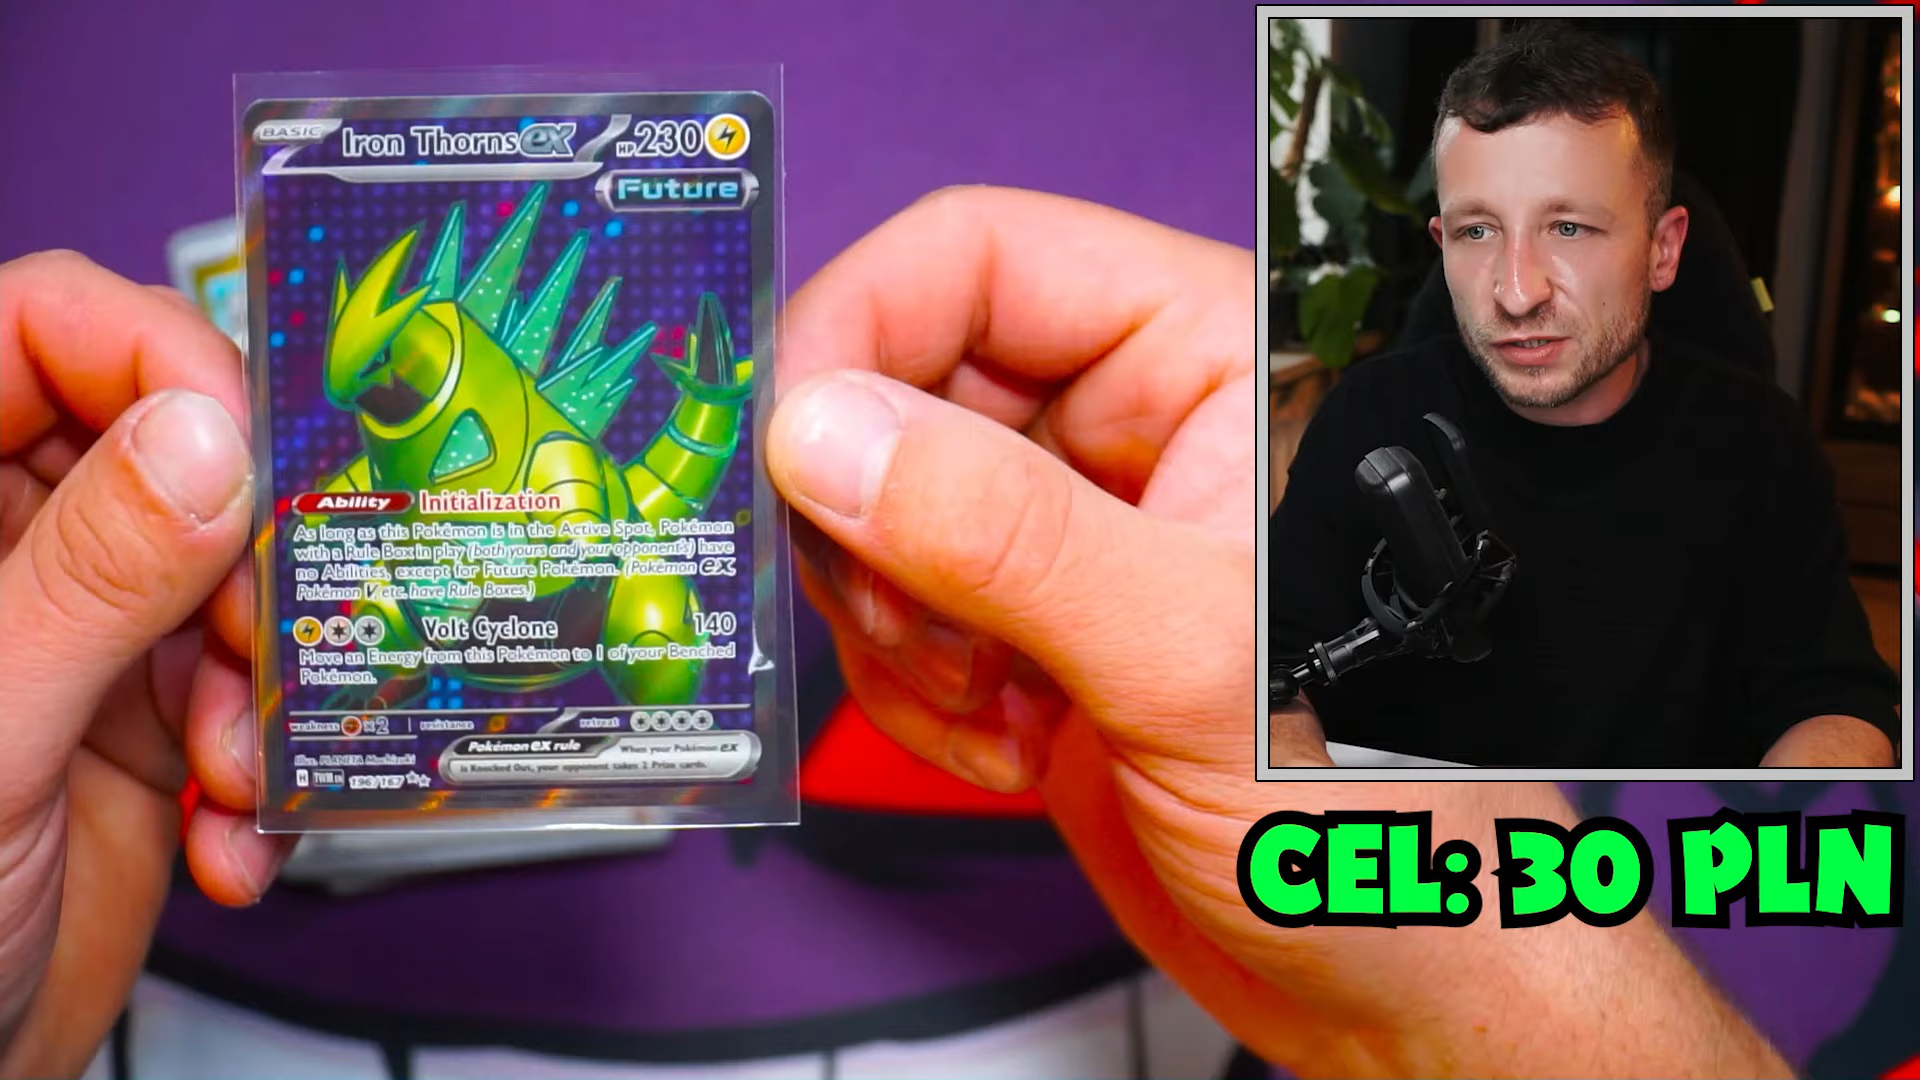 BASIC Iron Thorns ex HP 230
Future
Ability Initialization
As long as this Pokémon is in the Active Spot, Pokémon
with a Rule Box in play (both yours and your opponent's) have
no Abilities, except for Future Pokémon. (Pokémon ex,
Pokémon V, etc. have Rule Boxes.)
Volt Cyclone 140
Move an Energy from this Pokémon to 1 of your Benched
Pokémon.
weakness x2 resistance retreat
Pokémon ex rule When your Pokémon ex
is Knocked Out, your opponent takes 2 Prize cards.
Illus. PLANETA Mochizuki
H TWM EN 196/167
CEL: 30 PLN